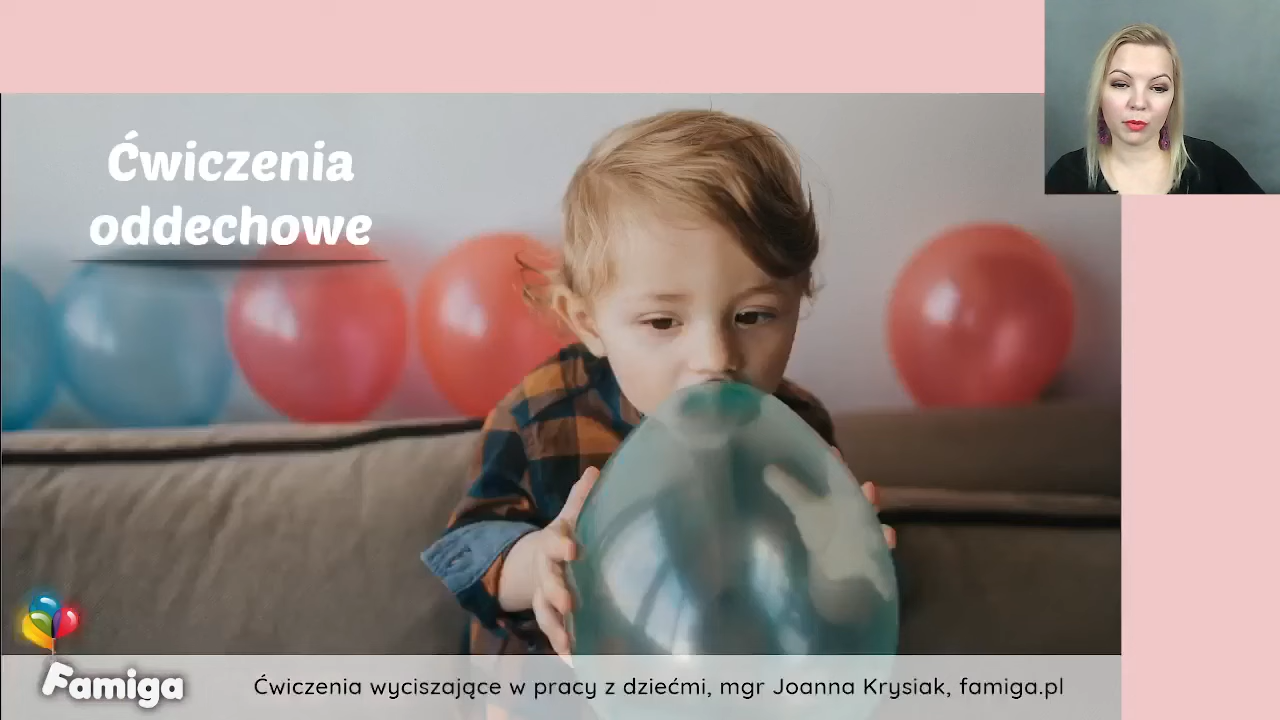 Ćwiczenia
oddechowe
Famiga
Ćwiczenia wyciszające w pracy z dziećmi, mgr Joanna Krysiak, famiga.pl